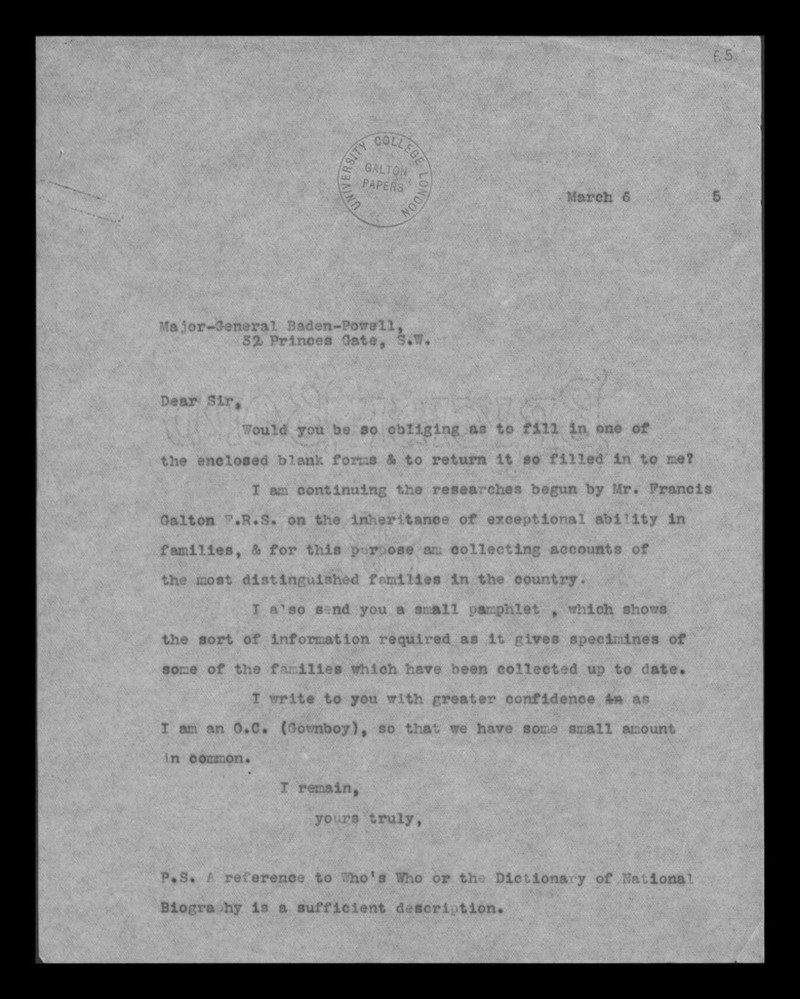 f.5
UNIVERSITY COLLEGE LONDON
GALTON
PAPERS
March 6 5
Major-General Baden-Powell,
32 Princes Gate, S.W.
Dear Sir,
Would you be so obliging as to fill in one of
the enclosed blank forms & to return it so filled in to me?
I am continuing the researches begun by Mr. Francis
Galton F.R.S. on the inheritance of exceptional ability in
families, & for this purpose am collecting accounts of
the most distinguished families in the country.
I also send you a small pamphlet , which shows
the sort of information required as it gives specimines of
some of the families which have been collected up to date.
I write to you with greater confidence in as
I am an O.C. (Gownboy), so that we have some small amount
in common.
I remain,
yours truly,
P.S. A reference to Who's Who or the Dictionary of National
Biography is a sufficient description.